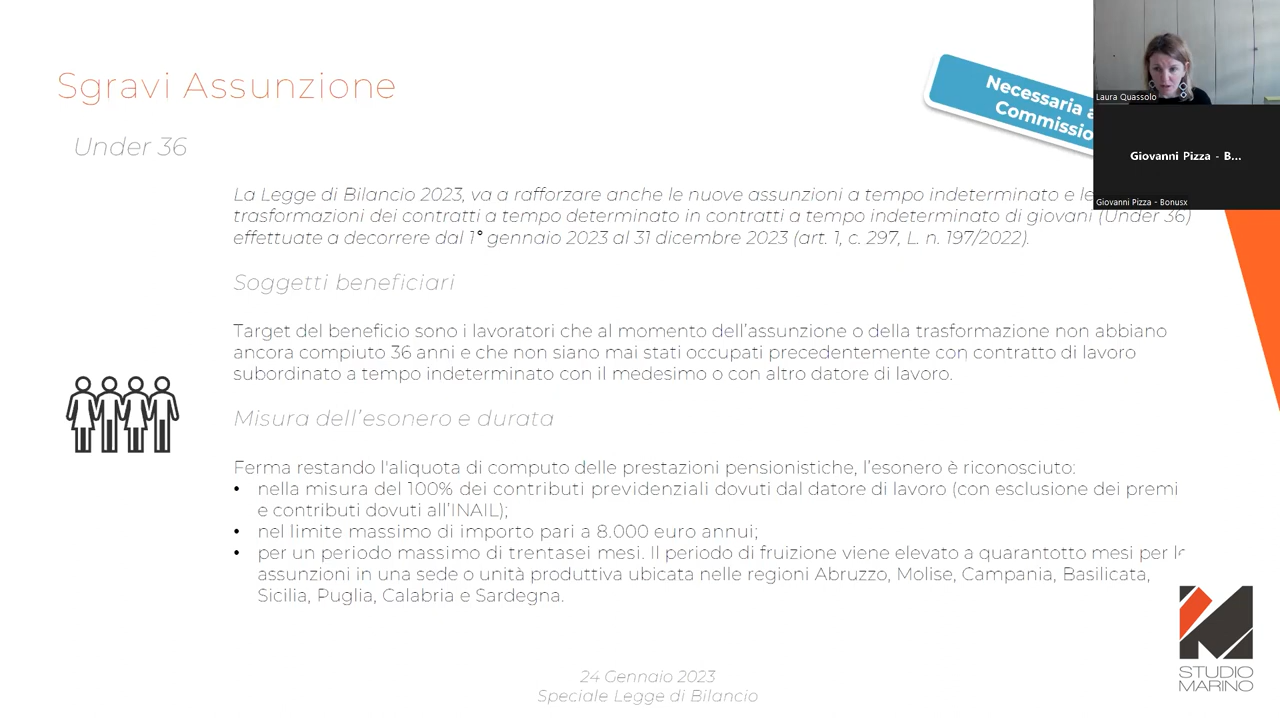 Sgravi Assunzione
Necessaria
Commissio
Laura Quassolo
Giovanni Pizza - B...
Giovanni Pizza - Bonusx
Under 36
La Legge di Bilancio 2023, va a rafforzare anche le nuove assunzioni a tempo indeterminato e le
trasformazioni dei contratti a tempo determinato in contratti a tempo indeterminato di giovani (Under 36)
effettuate a decorrere dal 1° gennaio 2023 al 31 dicembre 2023 (art. 1, c. 297, L. n. 197/2022).
Soggetti beneficiari
Target del beneficio sono i lavoratori che al momento dell'assunzione o della trasformazione non abbiano
ancora compiuto 36 anni e che non siano mai stati occupati precedentemente con contratto di lavoro
subordinato a tempo indeterminato con il medesimo o con altro datore di lavoro.
Misura dell'esonero e durata
Ferma restando l'aliquota di computo delle prestazioni pensionistiche, l'esonero è riconosciuto:
• nella misura del 100% dei contributi previdenziali dovuti dal datore di lavoro (con esclusione dei premi
e contributi dovuti all'INAIL);
• nel limite massimo di importo pari a 8.000 euro annui;
• per un periodo massimo di trentasei mesi. Il periodo di fruizione viene elevato a quarantotto mesi per le
assunzioni in una sede o unità produttiva ubicata nelle regioni Abruzzo, Molise, Campania, Basilicata,
Sicilia, Puglia, Calabria e Sardegna.
STUDIO
MARINO
24 Gennaio 2023
Speciale Legge di Bilancio